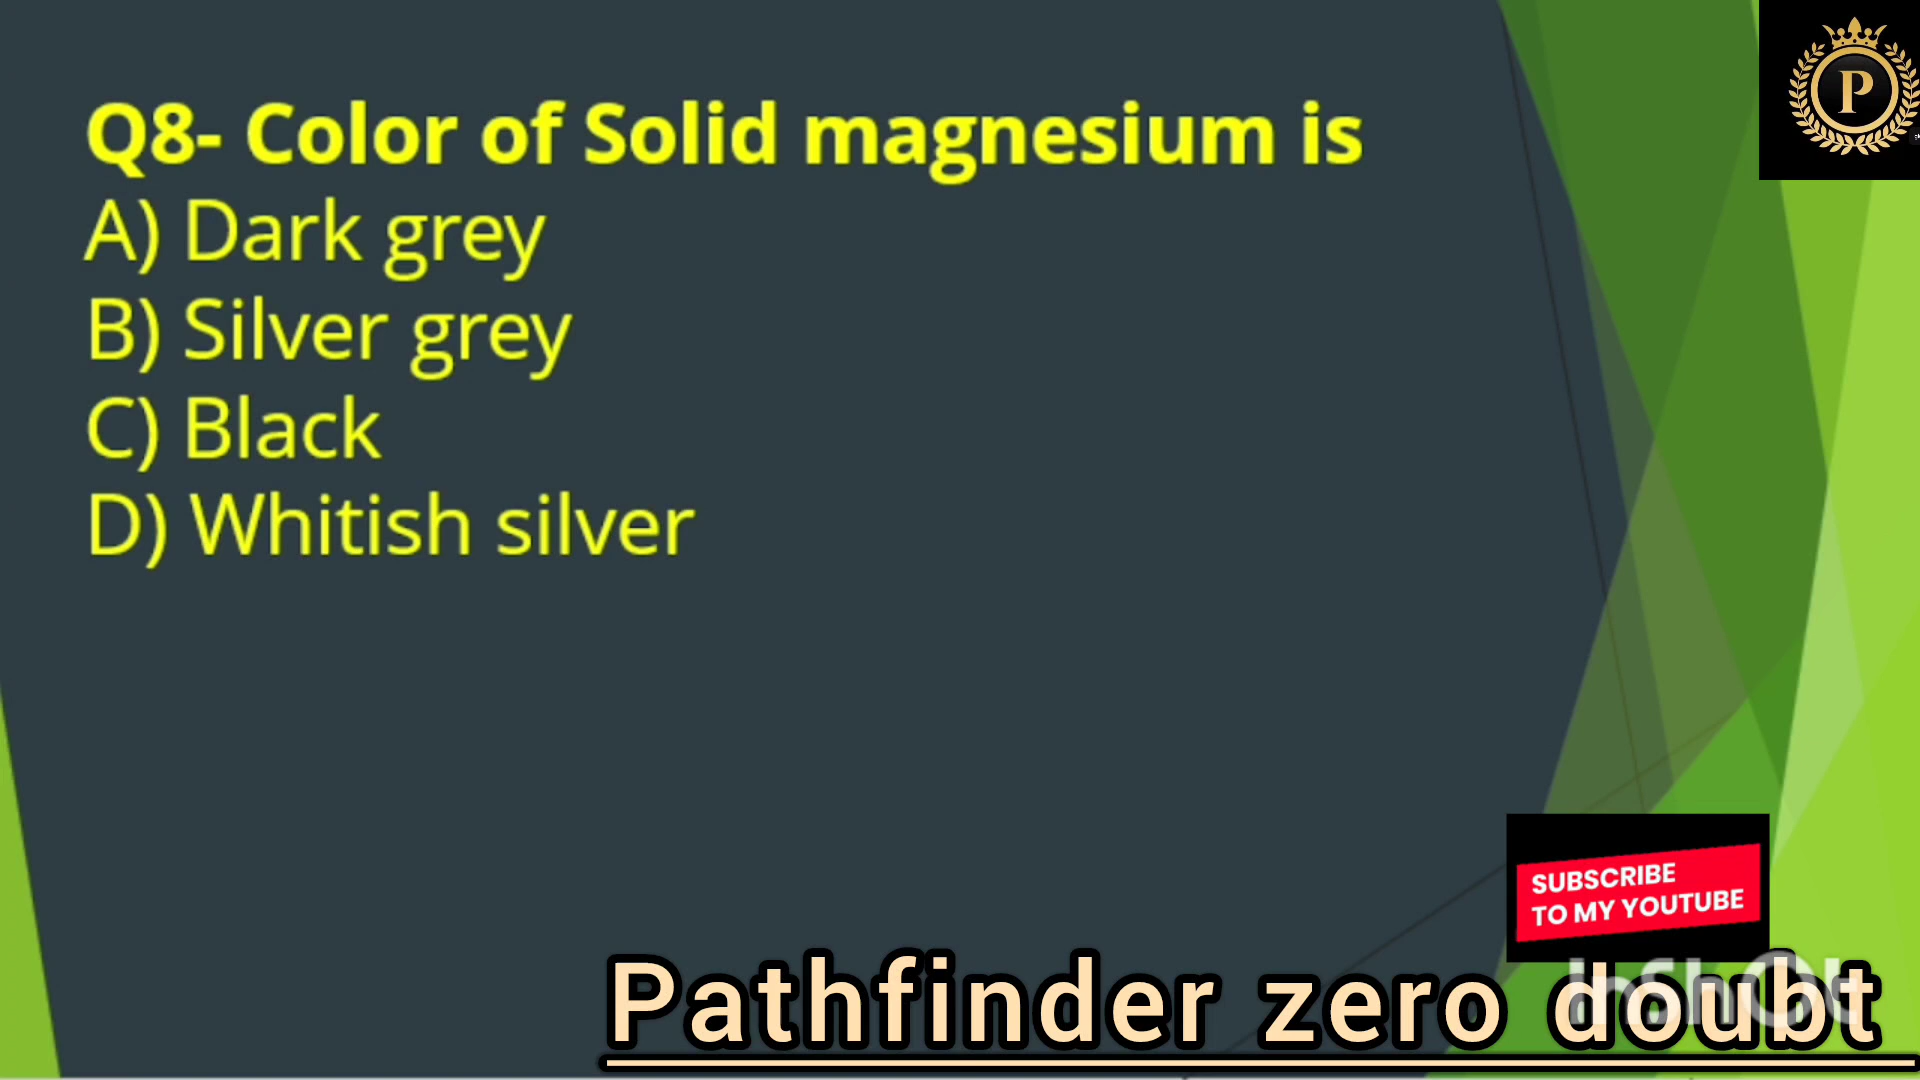 P
Q8- Color of Solid magnesium is
A) Dark grey
B) Silver grey
C) Black
D) Whitish silver
SUBSCRIBE
TO MY YOUTUBE
InShOt
Pathfinder zero doubt